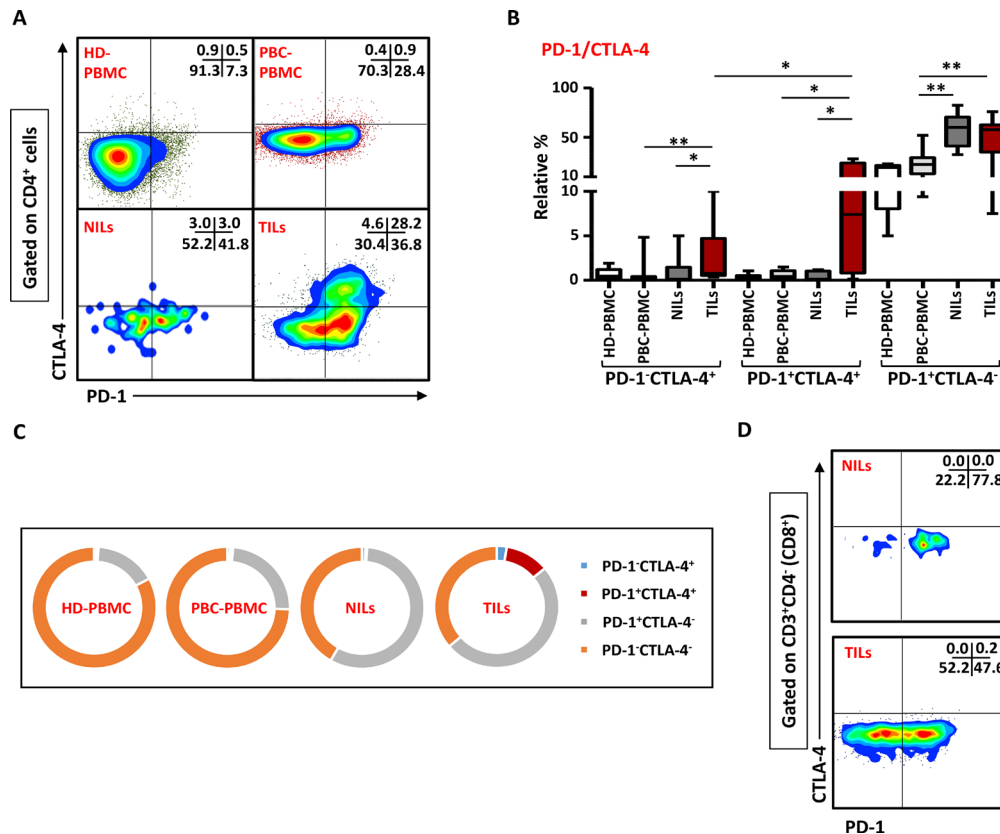 A
HD-
PBMC
0.9 0.5
91.3 7.3
PBC-
PBMC
0.4 0.9
70.3 28.4
NILs
3.0 3.0
52.2 41.8
TILs
4.6 28.2
30.4 36.8
Gated on CD4⁺ cells
CTLA-4
PD-1
B
PD-1/CTLA-4
Relative %
100
50
10
10
5
0
**
*
*
*
*
**
**
HD-PBMC
PBC-PBMC
NILs
TILs
HD-PBMC
PBC-PBMC
NILs
TILs
HD-PBMC
PBC-PBMC
NILs
TILs
PD-1⁻CTLA-4⁺
PD-1⁺CTLA-4⁺
PD-1⁺CTLA-4⁻
C
HD-PBMC
PBC-PBMC
NILs
TILs
PD-1⁻CTLA-4⁺
PD-1⁺CTLA-4⁺
PD-1⁺CTLA-4⁻
PD-1⁻CTLA-4⁻
D
NILs
0.0 0.0
22.2 77.8
TILs
0.0 0.2
52.2 47.6
Gated on CD3⁺CD4⁻ (CD8⁺)
CTLA-4
PD-1